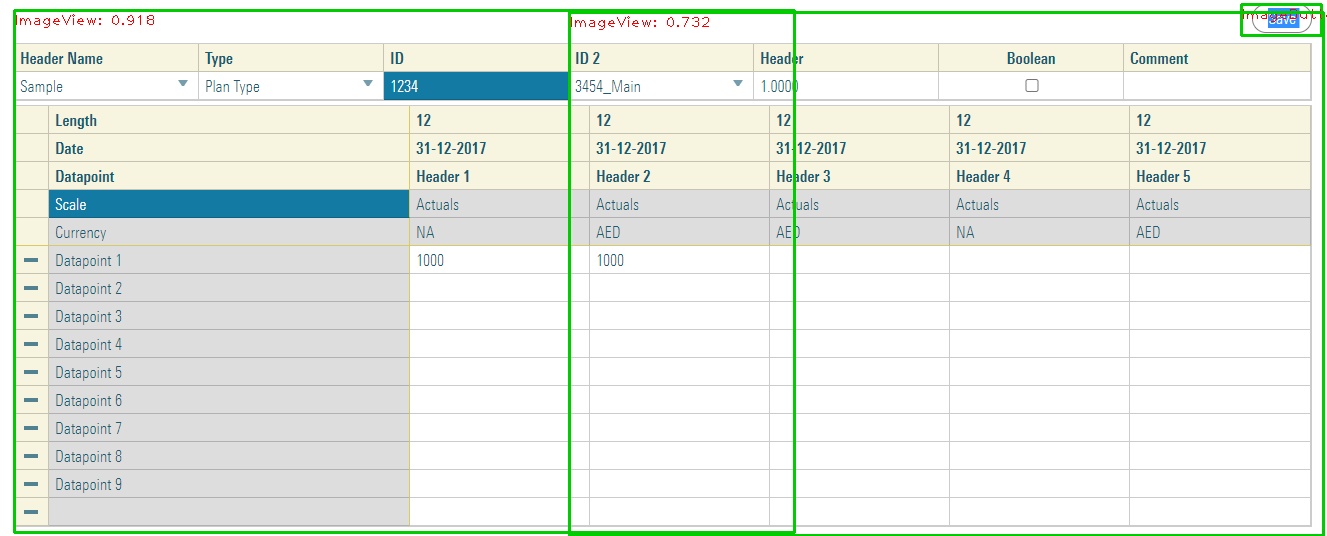 ImageView: 0.918 ImageView: 0.732
Save
Header Name Type ID ID 2 Header Boolean Comment
Sample Plan Type 1234 3454_Main 1.0000
Length 12 12 12 12 12
Date 31-12-2017 31-12-2017 31-12-2017 31-12-2017 31-12-2017
Datapoint Header 1 Header 2 Header 3 Header 4 Header 5
Scale Actuals Actuals Actuals Actuals Actuals
Currency NA AED AED NA AED
Datapoint 1 1000 1000
Datapoint 2
Datapoint 3
Datapoint 4
Datapoint 5
Datapoint 6
Datapoint 7
Datapoint 8
Datapoint 9